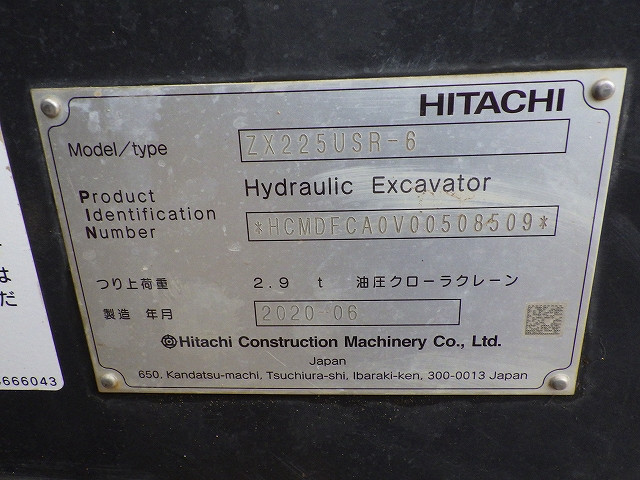 HITACHI
Model/type ZX225USR-6
Hydraulic Excavator
Product
Identification
Number *HCMDFCA0V00508509*
つり上荷重 2.9 t 油圧クローラクレーン
製造 年月 2020-06
©Hitachi Construction Machinery Co., Ltd.
Japan
650, Kandatsu-machi, Tsuchiura-shi, Ibaraki-ken, 300-0013 Japan
は
だ
666043